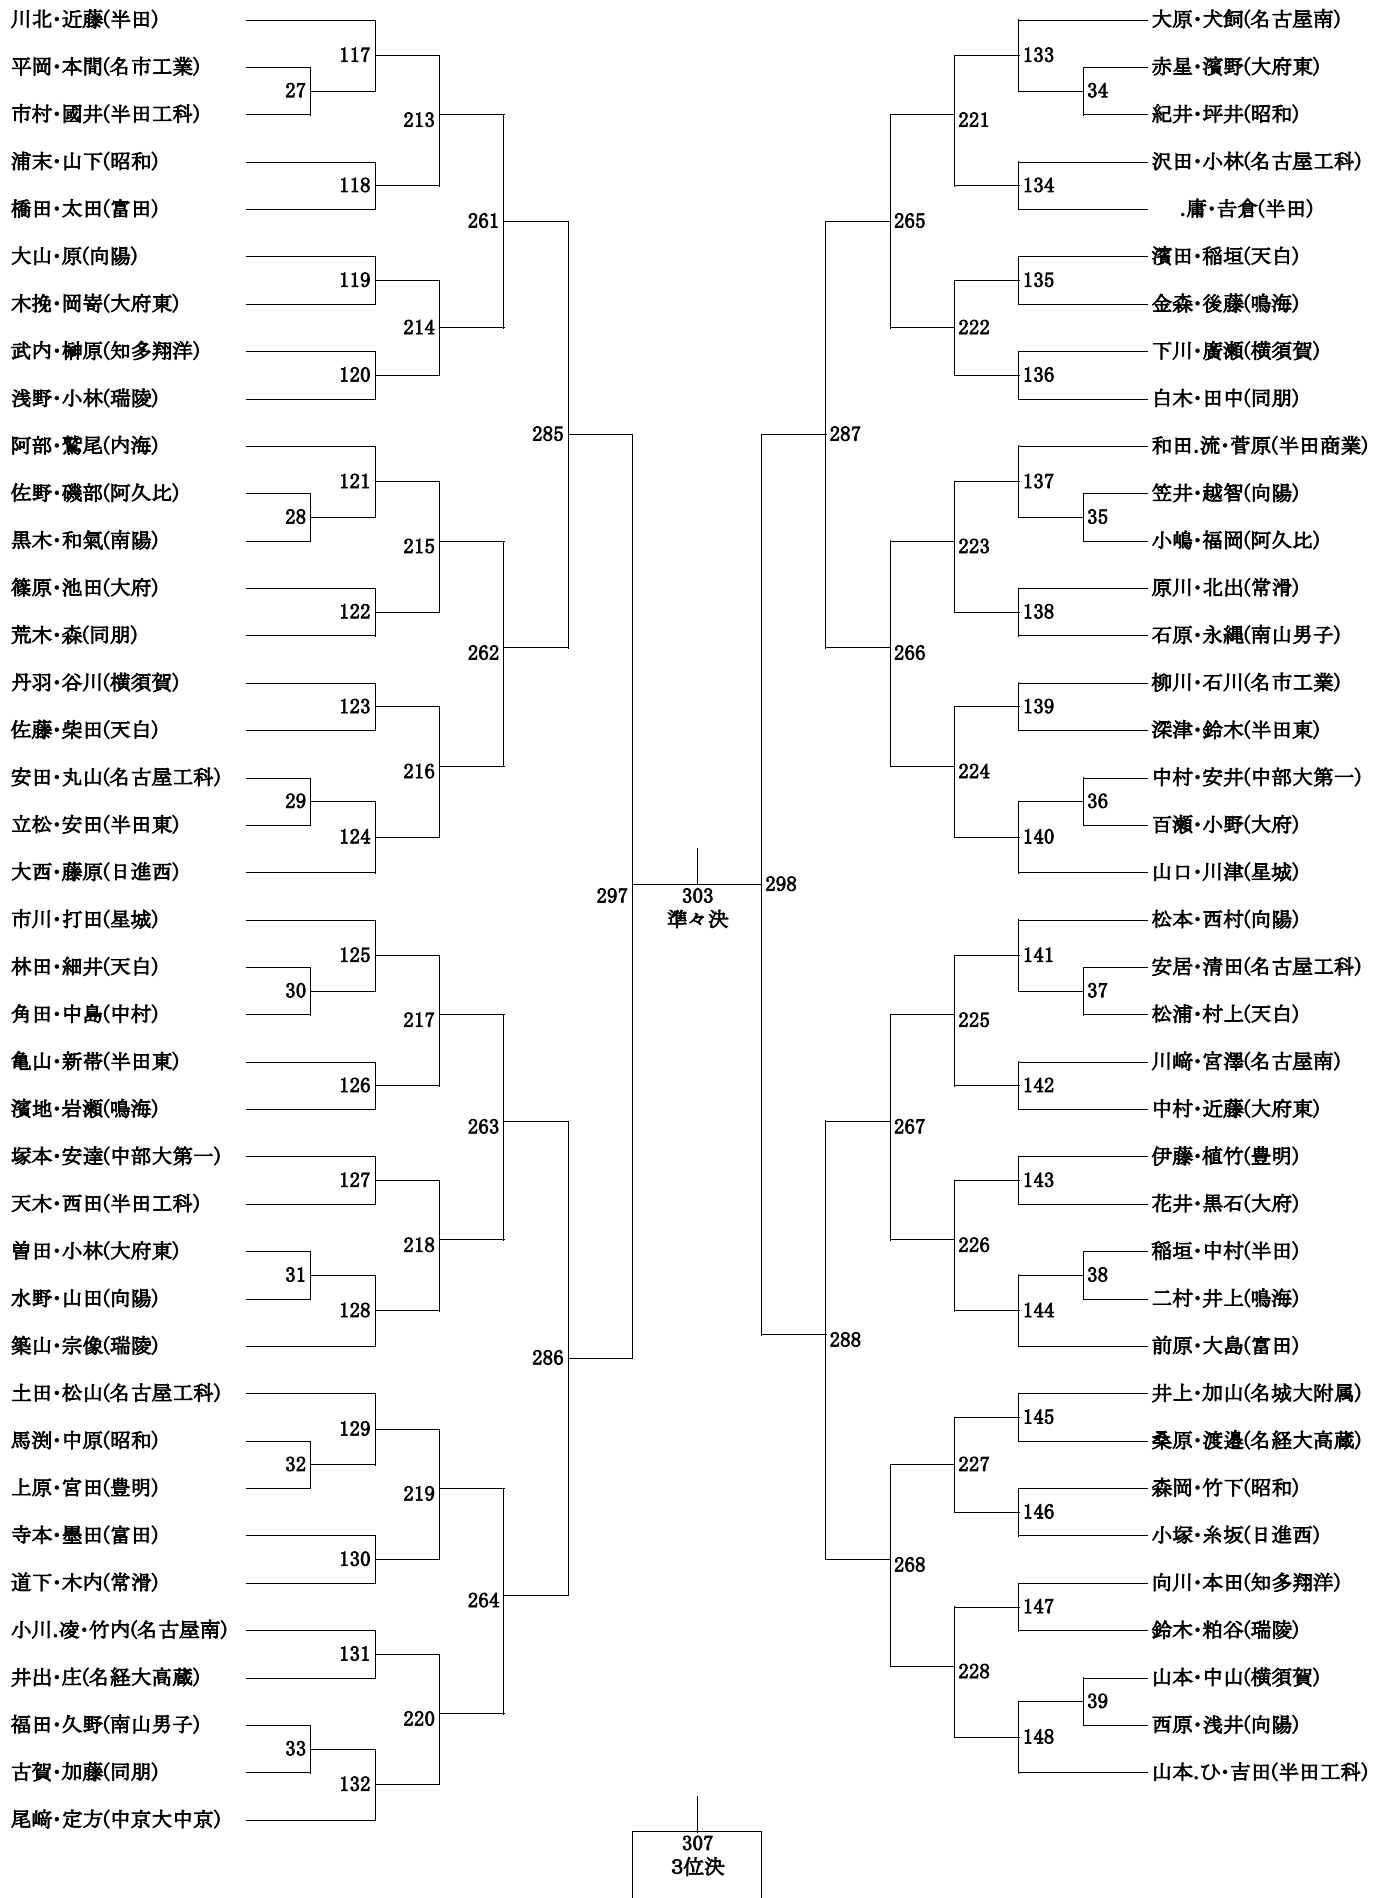 川北・近藤(半田)
117
平岡・本間(名市工業)
27
市村・國井(半田工科)
213
浦末・山下(昭和)
118
橋田・太田(富田)
261
大山・原(向陽)
119
木挽・岡嵜(大府東)
214
武内・榊原(知多翔洋)
120
浅野・小林(瑞陵)
285
阿部・鷲尾(内海)
121
佐野・磯部(阿久比)
28
黒木・和氣(南陽)
215
篠原・池田(大府)
122
荒木・森(同朋)
262
丹羽・谷川(横須賀)
123
佐藤・柴田(天白)
216
安田・丸山(名古屋工科)
29
立松・安田(半田東)
124
大西・藤原(日進西)
297
市川・打田(星城)
125
林田・細井(天白)
30
角田・中島(中村)
217
亀山・新帯(半田東)
126
濱地・岩瀬(鳴海)
263
塚本・安達(中部大第一)
127
天木・西田(半田工科)
218
曽田・小林(大府東)
31
水野・山田(向陽)
128
築山・宗像(瑞陵)
286
土田・松山(名古屋工科)
129
馬渕・中原(昭和)
32
上原・宮田(豊明)
219
寺本・墨田(富田)
130
道下・木内(常滑)
264
小川.凌・竹内(名古屋南)
131
井出・庄(名経大高蔵)
220
福田・久野(南山男子)
33
古賀・加藤(同朋)
132
尾﨑・定方(中京大中京)
303
準々決
307
3位決
大原・犬飼(名古屋南)
133
赤星・濱野(大府東)
34
紀井・坪井(昭和)
221
沢田・小林(名古屋工科)
134
.庸・𠮷倉(半田)
265
濱田・稲垣(天白)
135
金森・後藤(鳴海)
222
下川・廣瀬(横須賀)
136
白木・田中(同朋)
287
和田.流・菅原(半田商業)
137
笠井・越智(向陽)
35
小嶋・福岡(阿久比)
223
原川・北出(常滑)
138
石原・永縄(南山男子)
266
柳川・石川(名市工業)
139
深津・鈴木(半田東)
224
中村・安井(中部大第一)
36
百瀬・小野(大府)
140
山口・川津(星城)
298
松本・西村(向陽)
141
安居・清田(名古屋工科)
37
松浦・村上(天白)
225
川﨑・宮澤(名古屋南)
142
中村・近藤(大府東)
267
伊藤・植竹(豊明)
143
花井・黒石(大府)
226
稲垣・中村(半田)
38
二村・井上(鳴海)
144
前原・大島(富田)
288
井上・加山(名城大附属)
145
桑原・渡邉(名経大高蔵)
227
森岡・竹下(昭和)
146
小塚・糸坂(日進西)
268
向川・本田(知多翔洋)
147
鈴木・粕谷(瑞陵)
228
山本・中山(横須賀)
39
西原・浅井(向陽)
148
山本.ひ・吉田(半田工科)